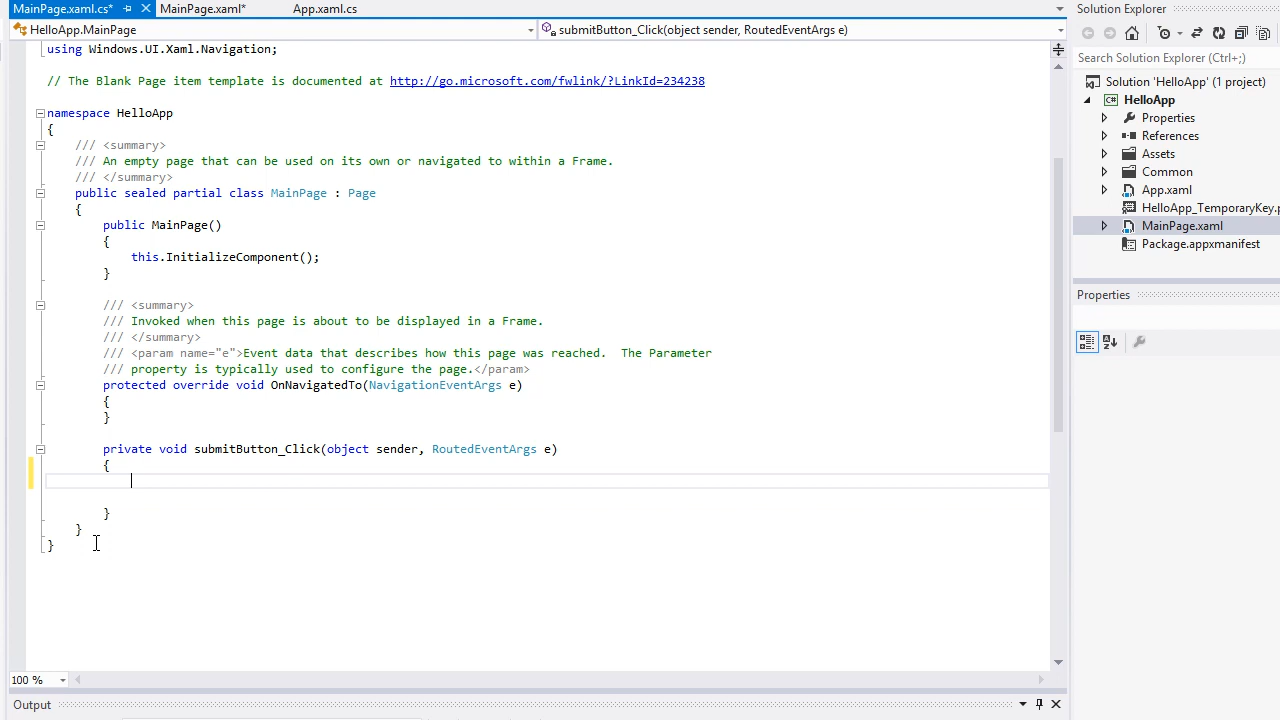 MainPage.xaml.cs*
MainPage.xaml*
App.xaml.cs
HelloApp.MainPage
submitButton_Click(object sender, RoutedEventArgs e)
using Windows.UI.Xaml.Navigation;
// The Blank Page item template is documented at http://go.microsoft.com/fwlink/?LinkId=234238
namespace HelloApp
{
/// <summary>
/// An empty page that can be used on its own or navigated to within a Frame.
/// </summary>
public sealed partial class MainPage : Page
{
public MainPage()
{
this.InitializeComponent();
}
/// <summary>
/// Invoked when this page is about to be displayed in a Frame.
/// </summary>
/// <param name="e">Event data that describes how this page was reached.  The Parameter
/// property is typically used to configure the page.</param>
protected override void OnNavigatedTo(NavigationEventArgs e)
{
}
private void submitButton_Click(object sender, RoutedEventArgs e)
{
}
}
}
100 %
Output
Solution Explorer
Search Solution Explorer (Ctrl+;)
Solution 'HelloApp' (1 project)
C# HelloApp
Properties
References
Assets
Common
App.xaml
HelloApp_TemporaryKey.p
MainPage.xaml
Package.appxmanifest
Properties